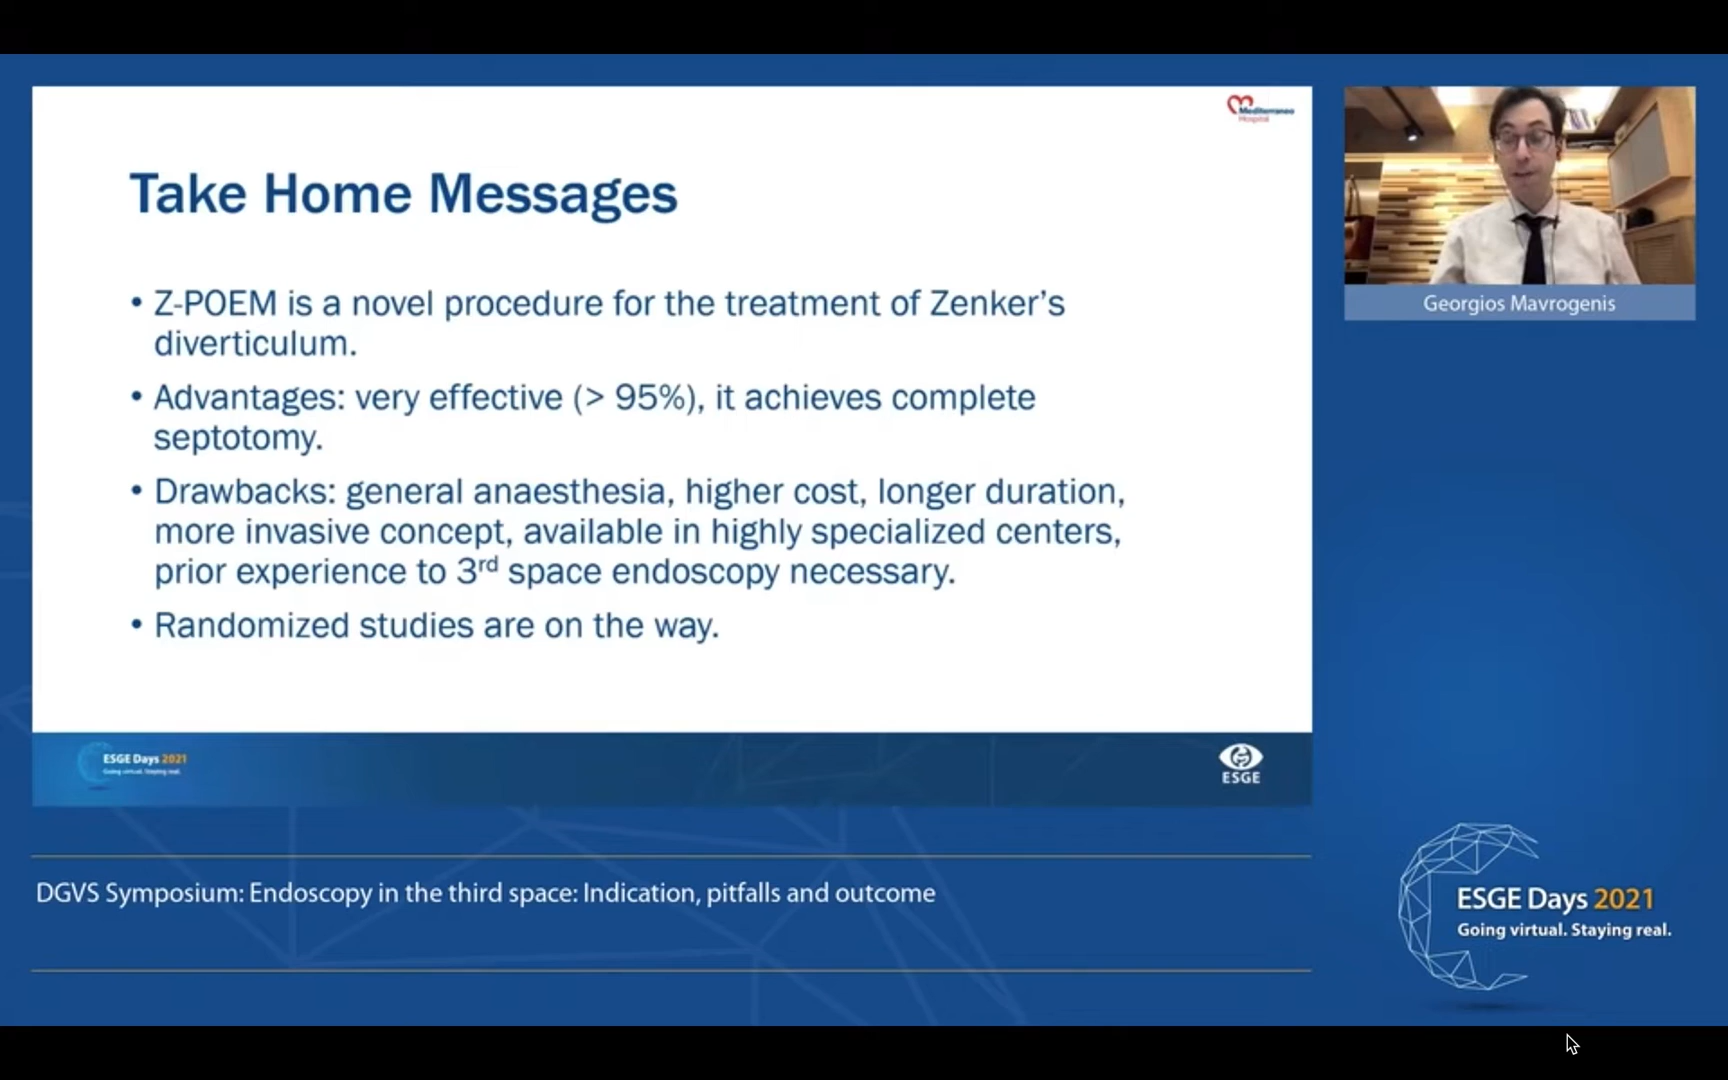 Mediterraneo
Hospital
Take Home Messages
• Z-POEM is a novel procedure for the treatment of Zenker's
diverticulum.
• Advantages: very effective (> 95%), it achieves complete
septotomy.
• Drawbacks: general anaesthesia, higher cost, longer duration,
more invasive concept, available in highly specialized centers,
prior experience to 3rd space endoscopy necessary.
• Randomized studies are on the way.
ESGE Days 2021
Going virtual. Staying real.
ESGE
Georgios Mavrogenis
DGVS Symposium: Endoscopy in the third space: Indication, pitfalls and outcome
ESGE Days 2021
Going virtual. Staying real.